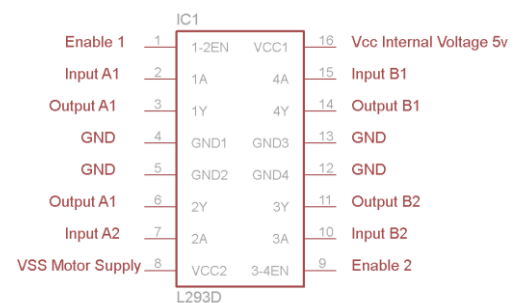 IC1
Enable 1 1 1-2EN VCC1 16 Vcc Internal Voltage 5v
Input A1 2 1A 4A 15 Input B1
Output A1 3 1Y 4Y 14 Output B1
GND 4 GND1 GND3 13 GND
GND 5 GND2 GND4 12 GND
Output A1 6 2Y 3Y 11 Output B2
Input A2 7 2A 3A 10 Input B2
VSS Motor Supply 8 VCC2 3-4EN 9 Enable 2
L293D